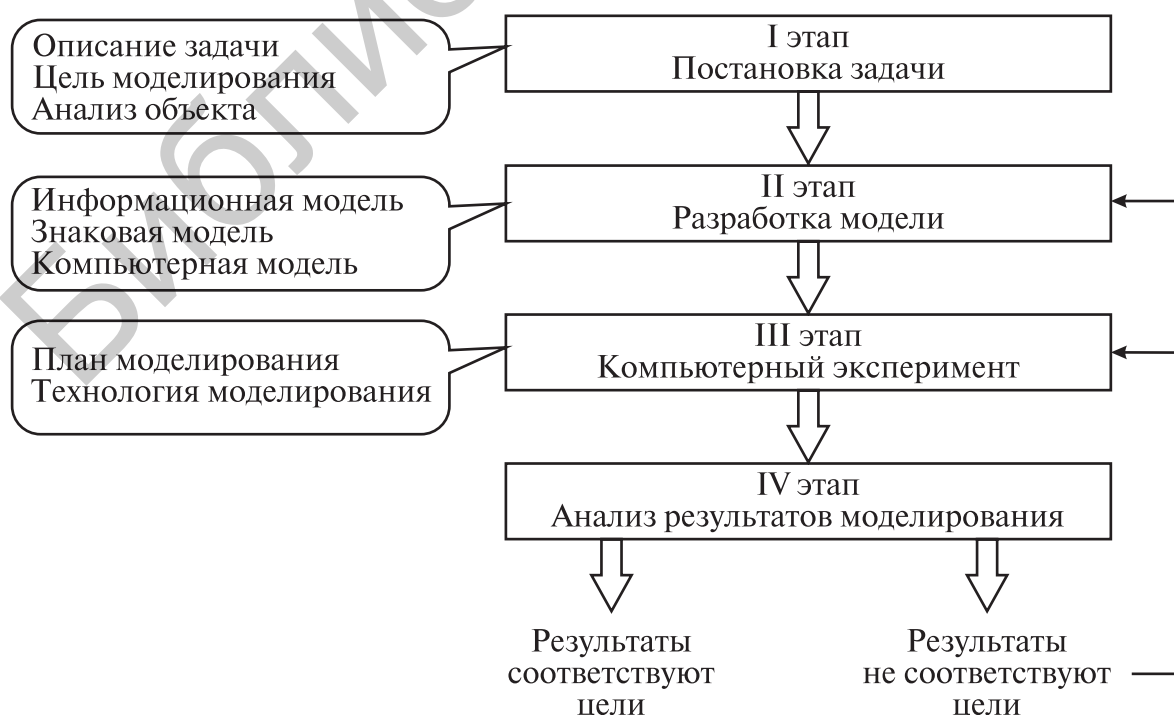 Описание задачи
Цель моделирования
Анализ объекта
I этап
Постановка задачи
Информационная модель
Знаковая модель
Компьютерная модель
II этап
Разработка модели
План моделирования
Технология моделирования
III этап
Компьютерный эксперимент
IV этап
Анализ результатов моделирования
Результаты
соответствуют
цели
Результаты
не соответствуют
цели